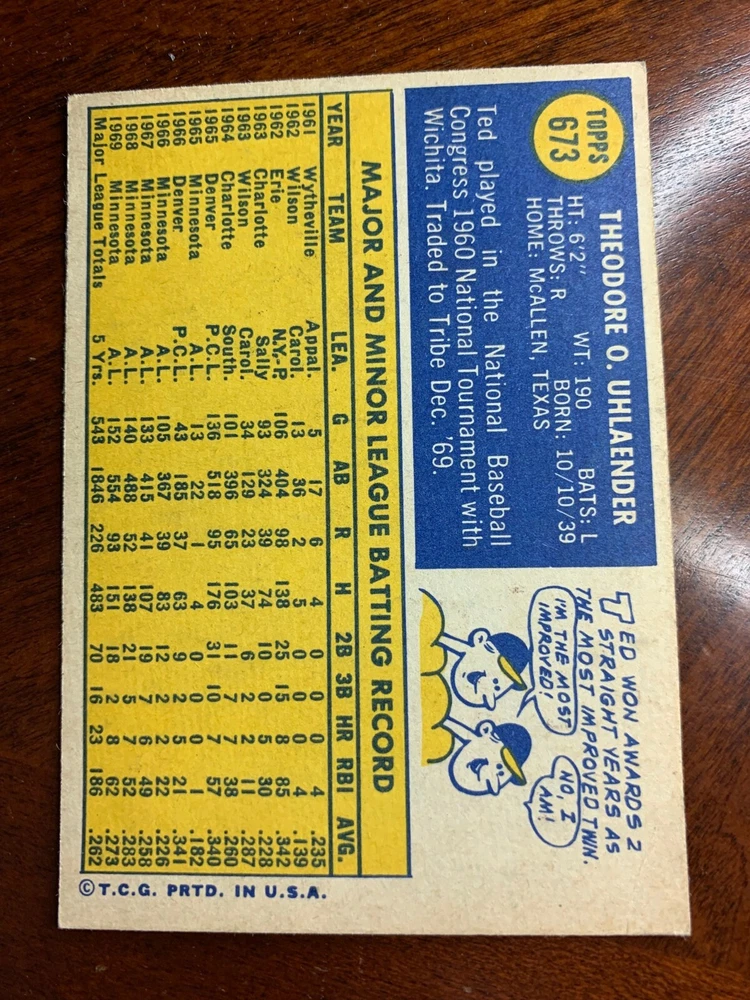 TOPPS
673
THEODORE O. UHLAENDER
HT: 6'2" WT: 190 BATS: L
THROWS: R BORN: 10/10/39
HOME: McALLEN, TEXAS
Ted played in the National Baseball
Congress 1960 National Tournament with
Wichita. Traded to Tribe Dec. '69.
TED WON AWARDS 2
STRAIGHT YEARS AS
THE MOST IMPROVED TWIN.
I'M THE MOST
IMPROVED!
NO, I
AM!
MAJOR AND MINOR LEAGUE BATTING RECORD
YEAR TEAM LEA. G AB R H 2B 3B HR RBI AVG.
1961 Wytheville Appal. 5 17 6 4 0 0 0 4 .235
1962 Wilson Carol. 13 36 2 5 0 0 0 4 .139
1962 Erie N.Y.-P. 106 404 98 138 25 15 8 85 .342
1963 Charlotte Sally 93 324 39 74 10 0 5 30 .228
1963 Wilson Carol. 34 129 23 37 6 2 2 11 .287
1964 Charlotte South. 101 396 65 103 11 2 7 38 .260
1965 Denver P.C.L. 136 518 95 176 31 10 7 57 .340
1965 Minnesota A.L. 13 22 1 4 0 0 0 1 .182
1966 Denver P.C.L. 43 185 37 63 9 2 5 21 .341
1966 Minnesota A.L. 105 367 39 83 12 2 2 22 .226
1967 Minnesota A.L. 133 415 41 107 19 7 6 49 .258
1968 Minnesota A.L. 140 488 52 138 21 5 7 52 .283
1969 Minnesota A.L. 152 554 93 151 18 2 8 62 .273
Major League Totals 5 Yrs. 543 1846 226 483 70 16 23 186 .262
© T.C.G. PRTD. IN U.S.A.